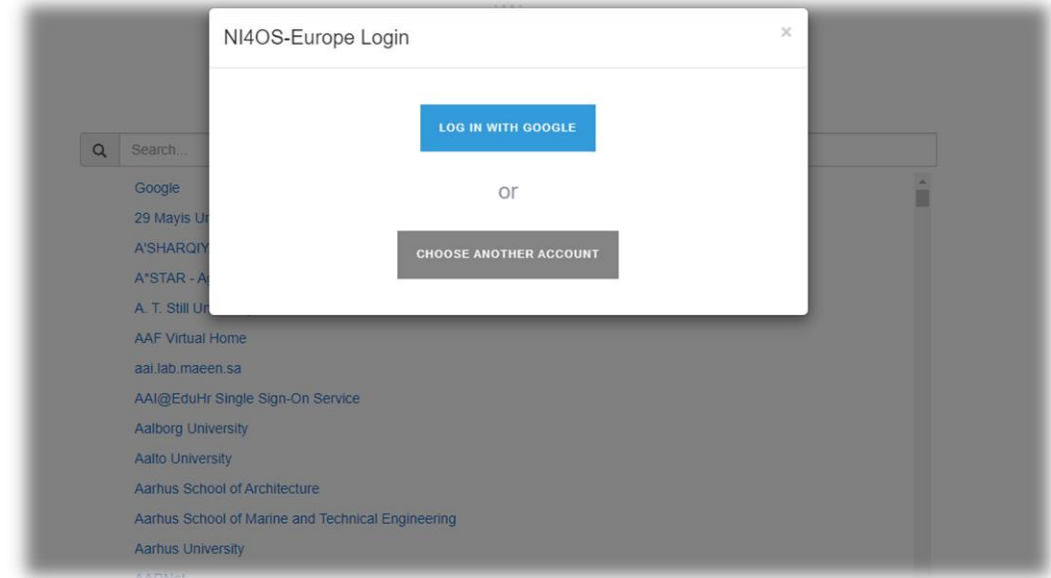 NI4OS-Europe Login ×
LOG IN WITH GOOGLE
or
CHOOSE ANOTHER ACCOUNT
Search...
Google
29 Mayis
A'SHARQIY
A*STAR -
A. T. Still
AAF Virtual Home
aai.lab.maeen.sa
AAI@EduHr Single Sign-On Service
Aalborg University
Aalto University
Aarhus School of Architecture
Aarhus School of Marine and Technical Engineering
Aarhus University